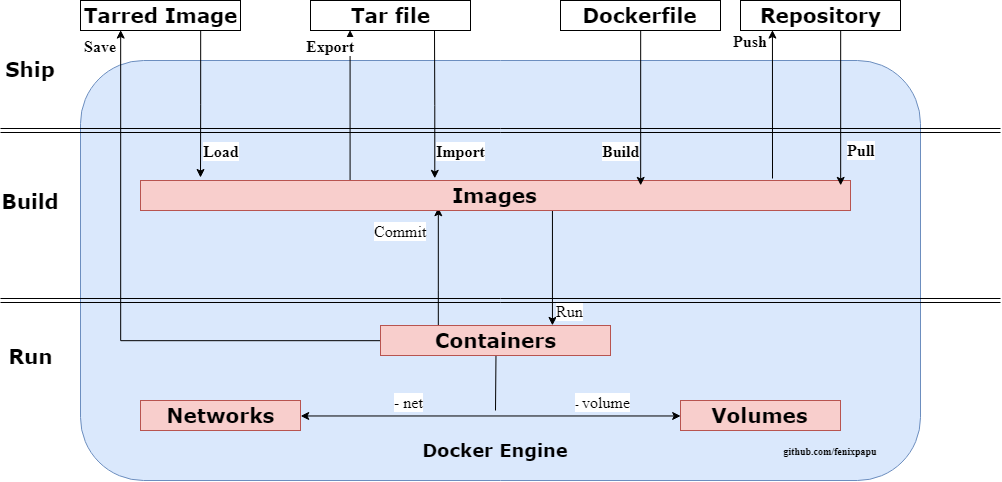 Tarred Image
Tar file
Dockerfile
Repository
Save
Export
Push
Ship
Load
Import
Build
Pull
Build
Images
Commit
Run
Containers
Run
- net
- volume
Networks
Volumes
Docker Engine
github.com/fenixpapu